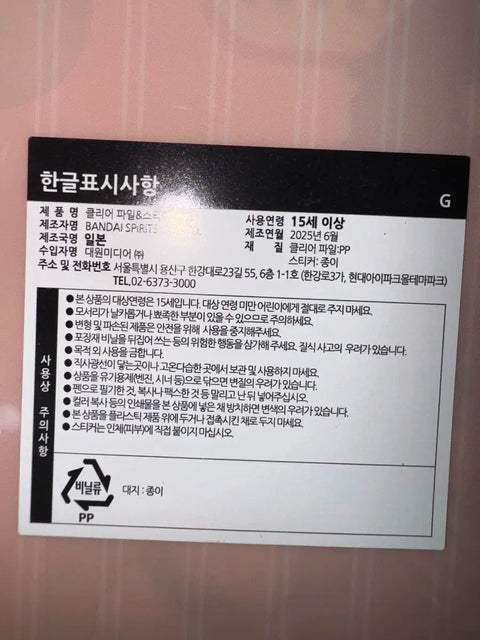 한글표시사항
G
제 품 명 클리어 파일&스티
제조자명 BANDAI SPIRITS
제조국명 일본
수입자명 대원미디어 ㈜
사용연령 15세 이상
제조연월 2025년 6월
재 질 클리어 파일:PP
스티커: 종이
주소 및 전화번호 서울특별시 용산구 한강대로23길 55, 6층 1-1호 (한강로3가, 현대아이파크몰테마파크)
TEL.02-6373-3000
사용상 주의사항
● 본 상품의 대상연령은 15세입니다. 대상 연령 미만 어린이에게 절대로 주지 마세요.
● 모서리가 날카롭거나 뾰족한 부분이 있을 수 있으므로 주의하세요.
● 변형 및 파손된 제품은 안전을 위해 사용을 중지해주세요.
● 포장재 비닐을 뒤집어 쓰는 등의 위험한 행동을 삼가해 주세요. 질식 사고의 우려가 있습니다.
● 목적 외 사용을 금합니다.
● 직사광선이 닿는곳이나 고온다습한 곳에서 보관 및 사용하지 마세요.
● 상품을 유기용제(벤진, 시너 등)으로 닦으면 변질의 우려가 있습니다.
● 펜으로 필기한 것, 복사나 팩스한 것 등 말리고 난 뒤 넣어주십시오.
● 컬러 복사 등의 인쇄물을 본 상품에 넣은 채 방치하면 변색의 우려가 있습니다.
● 본 상품을 플라스틱 제품 위에 두거나 접촉시킨 채로 두지 마세요.
● 스티커는 인체(피부)에 직접 붙이지 마십시오.
비닐류
PP
대지 : 종이